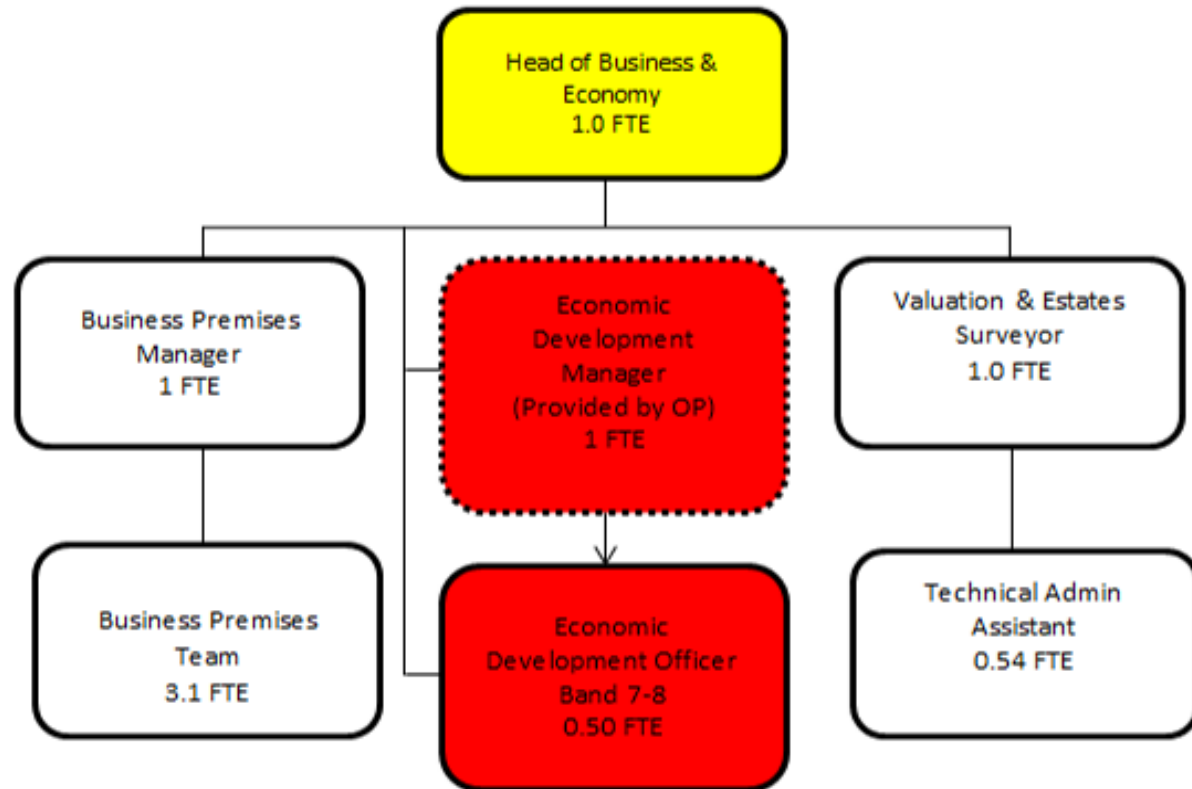 Head of Business &
Economy
1.0 FTE
Business Premises
Manager
1 FTE
Economic
Development
Manager
(Provided by OP)
1 FTE
Valuation & Estates
Surveyor
1.0 FTE
Business Premises
Team
3.1 FTE
Economic
Development Officer
Band 7-8
0.50 FTE
Technical Admin
Assistant
0.54 FTE